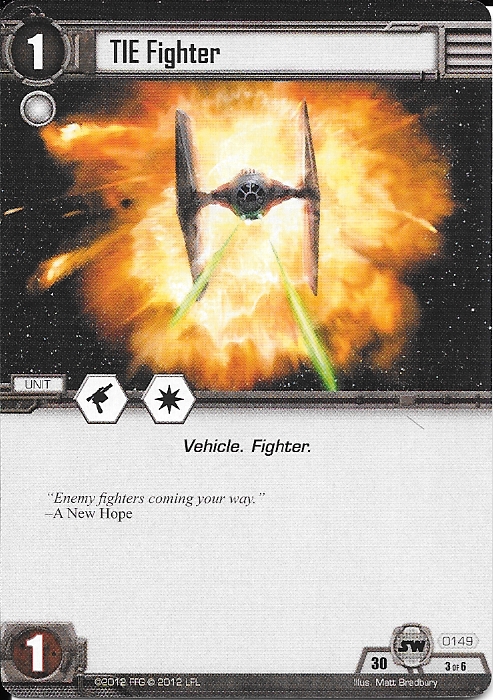 1
TIE Fighter
UNIT
Vehicle. Fighter.
“Enemy fighters coming your way.”
–A New Hope
1
SW
0149
30
3 OF 6
©2012 FFG © 2012 LFL
Illus. Matt Bradbury